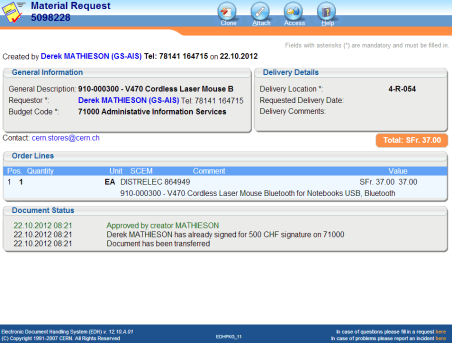 Material Request
5098228
Clone Attach Access Help
Fields with asterisks (*) are mandatory and must be filled in.
Created by Derek MATHIESON (GS-AIS) Tel: 78141 164715 on 22.10.2012
General Information
General Description: 910-000300 - V470 Cordless Laser Mouse B
Requestor *: Derek MATHIESON (GS-AIS) Tel: 78141 164715
Budget Code *: 71000 Administative Information Services
Delivery Details
Delivery Location *: 4-R-054
Requested Delivery Date:
Delivery Comments:
Contact: cern.stores@cern.ch
Total: SFr. 37.00
Order Lines
Pos. Quantity Unit SCEM Comment Value
1 1 EA DISTRELEC 864949 SFr. 37.00 37.00
910-000300 - V470 Cordless Laser Mouse Bluetooth for Notebooks USB, Bluetooth
Document Status
22.10.2012 08:21 Approved by creator MATHIESON
22.10.2012 08:21 Derek MATHIESON has already signed for 500 CHF signature on 71000
22.10.2012 08:21 Document has been transferred
Electronic Document Handling System (EDH) v. 12.10.4.01
(C) Copyright 1991-2007 CERN. All Rights Reserved
EDHPKG_11
In case of questions please fill in a request here
In case of problems please report an incident here